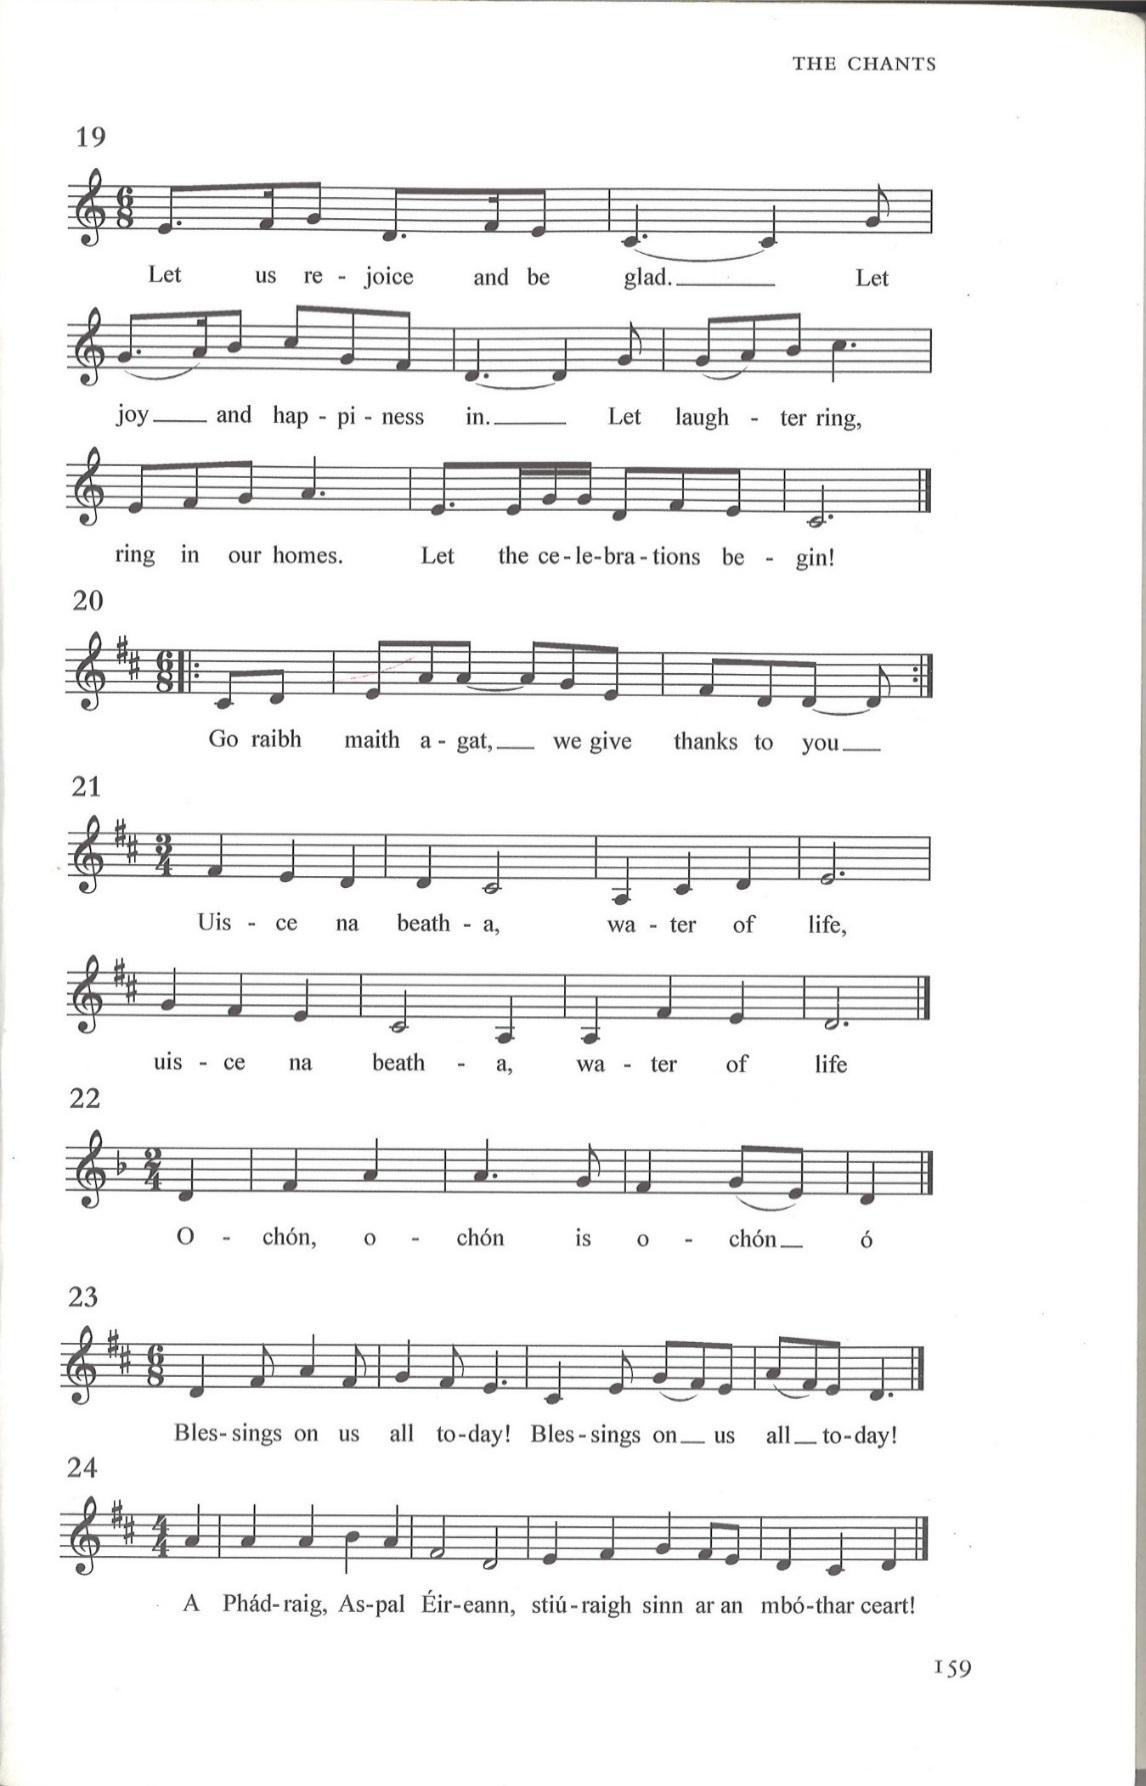 THE CHANTS
19
Let us re - joice and be glad. Let
joy and hap - pi - ness in. Let laugh - ter ring,
ring in our homes. Let the ce - le - bra - tions be - gin!
20
Go raibh maith a - gat, we give thanks to you
21
Uis - ce na beath - a, wa - ter of life,
uis - ce na beath - a, wa - ter of life
22
O - chón, o - chón is o - chón ó
23
Bles - sings on us all to - day! Bles - sings on us all to - day!
24
A Phád - raig, As - pal Éir - eann, stiú - raigh sinn ar an mbó - thar ceart!
159